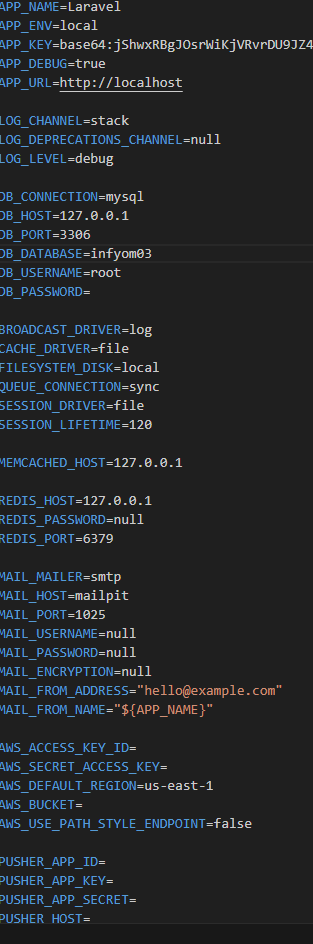 APP_NAME=Laravel
APP_ENV=local
APP_KEY=base64:jShwxRBgJOsrWiKjVRvrDU9JZ4
APP_DEBUG=true
APP_URL=http://localhost
LOG_CHANNEL=stack
LOG_DEPRECATIONS_CHANNEL=null
LOG_LEVEL=debug
DB_CONNECTION=mysql
DB_HOST=127.0.0.1
DB_PORT=3306
DB_DATABASE=infyom03
DB_USERNAME=root
DB_PASSWORD=
BROADCAST_DRIVER=log
CACHE_DRIVER=file
FILESYSTEM_DISK=local
QUEUE_CONNECTION=sync
SESSION_DRIVER=file
SESSION_LIFETIME=120
MEMCACHED_HOST=127.0.0.1
REDIS_HOST=127.0.0.1
REDIS_PASSWORD=null
REDIS_PORT=6379
MAIL_MAILER=smtp
MAIL_HOST=mailpit
MAIL_PORT=1025
MAIL_USERNAME=null
MAIL_PASSWORD=null
MAIL_ENCRYPTION=null
MAIL_FROM_ADDRESS="hello@example.com"
MAIL_FROM_NAME="${APP_NAME}"
AWS_ACCESS_KEY_ID=
AWS_SECRET_ACCESS_KEY=
AWS_DEFAULT_REGION=us-east-1
AWS_BUCKET=
AWS_USE_PATH_STYLE_ENDPOINT=false
PUSHER_APP_ID=
PUSHER_APP_KEY=
PUSHER_APP_SECRET=
PUSHER_HOST=